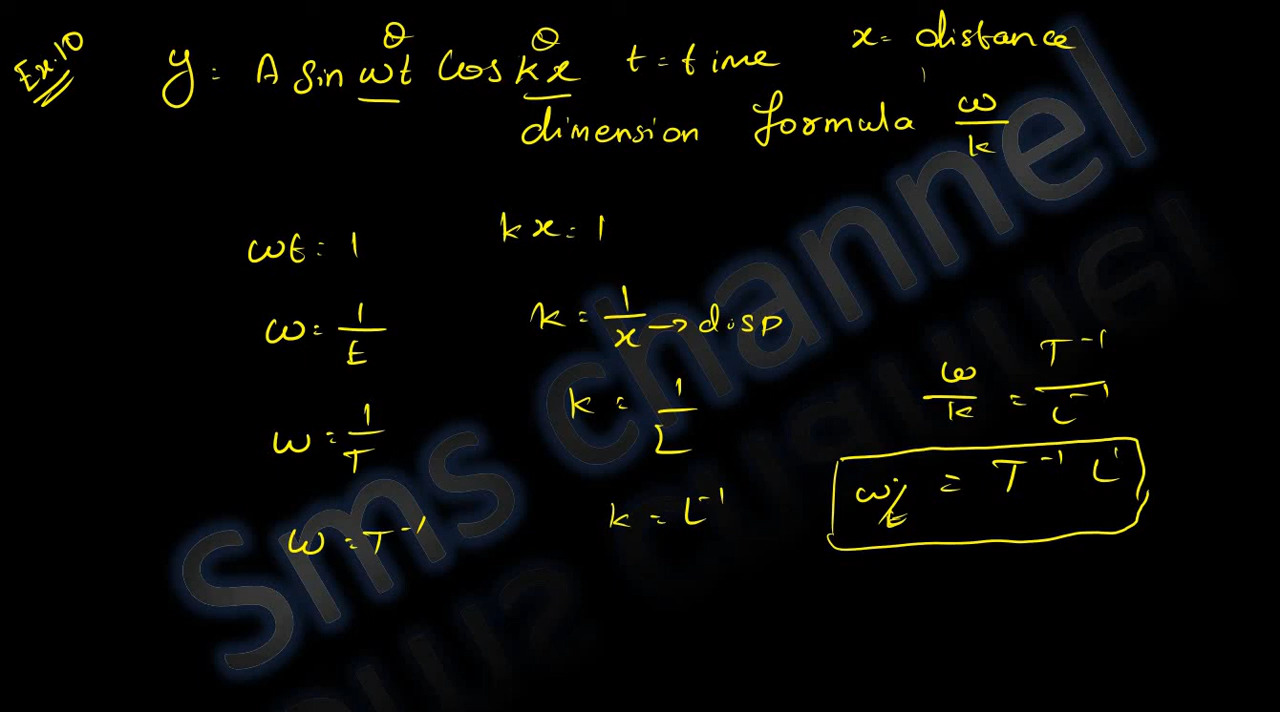 Ex:10
y = A sin ωt cos kx t = time x = distance
θ θ
dimension formula ω/k
ωt = 1
ω = 1/t
ω = 1/T
ω = T⁻¹
kx = 1
k = 1/x → disp
k = 1/L
k = L⁻¹
ω/k = T⁻¹/L⁻¹
ω/k = T⁻¹ L¹
Sms channel